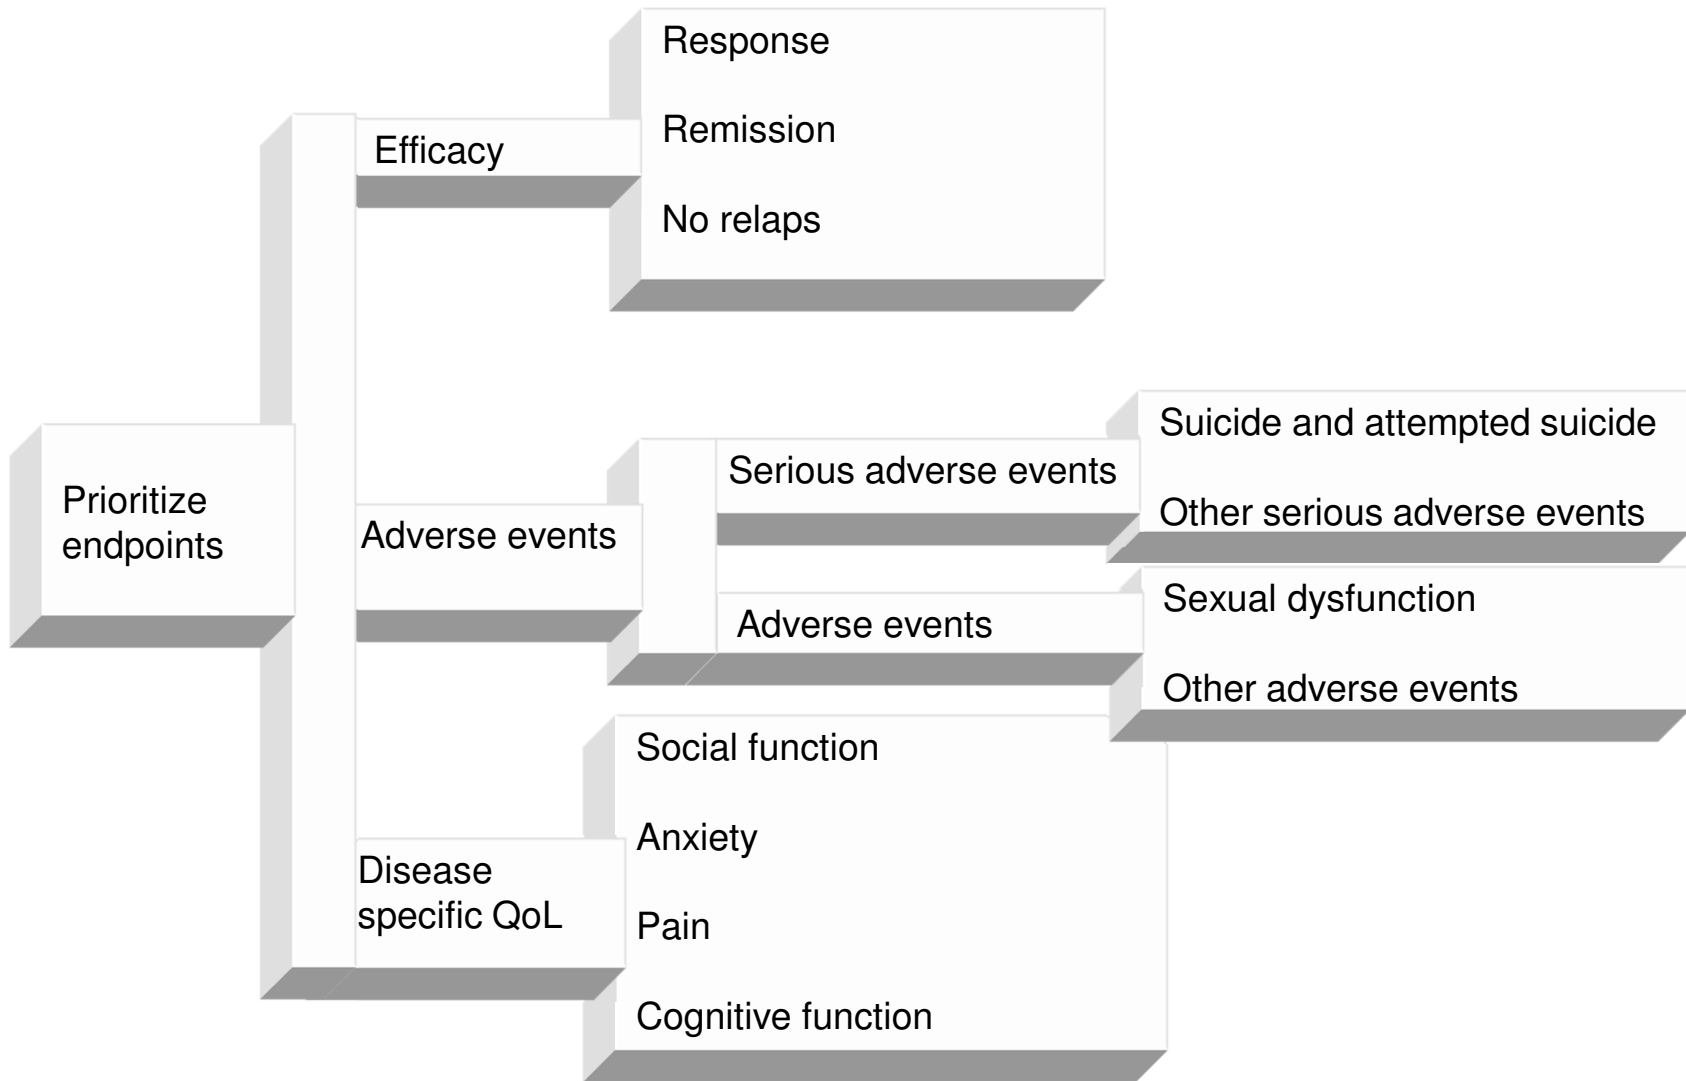 Prioritize
endpoints
Efficacy
Response
Remission
No relaps
Adverse events
Serious adverse events
Suicide and attempted suicide
Other serious adverse events
Adverse events
Sexual dysfunction
Other adverse events
Disease
specific QoL
Social function
Anxiety
Pain
Cognitive function